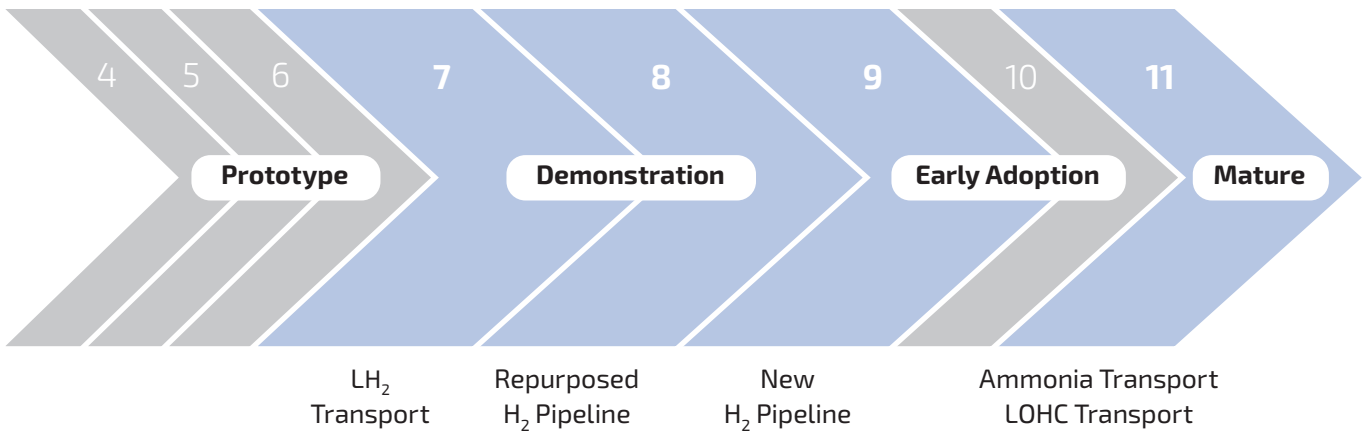 4 5 6 7 8 9 10 11
Prototype Demonstration Early Adoption Mature
LH₂ Repurposed New Ammonia Transport
Transport H₂ Pipeline H₂ Pipeline LOHC Transport